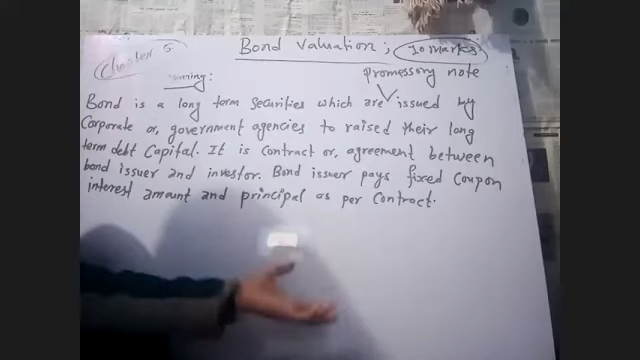 Chapter 5
Bond Valuation ; 10 marks
promessory note
Bond is a long term securities which are issued by
Corporate or, government agencies to raised their long
term debt Capital. It is contract or, agreement between
bond issuer and investor. Bond issuer pays fixed coupon
interest amount and principal as per Contract.